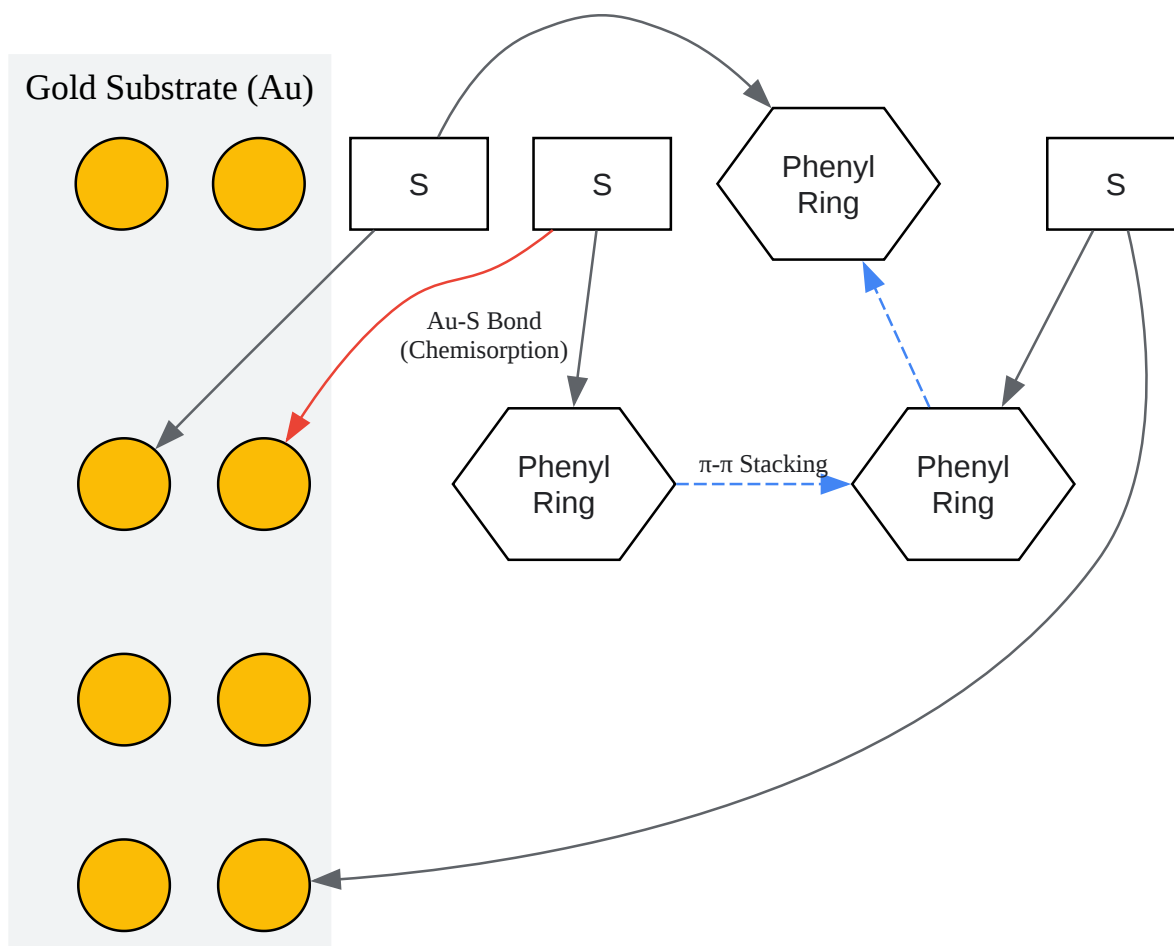 Gold Substrate (Au)
S
S
Phenyl
Ring
S
Au-S Bond
(Chemisorption)
Phenyl
Ring
π-π Stacking
Phenyl
Ring